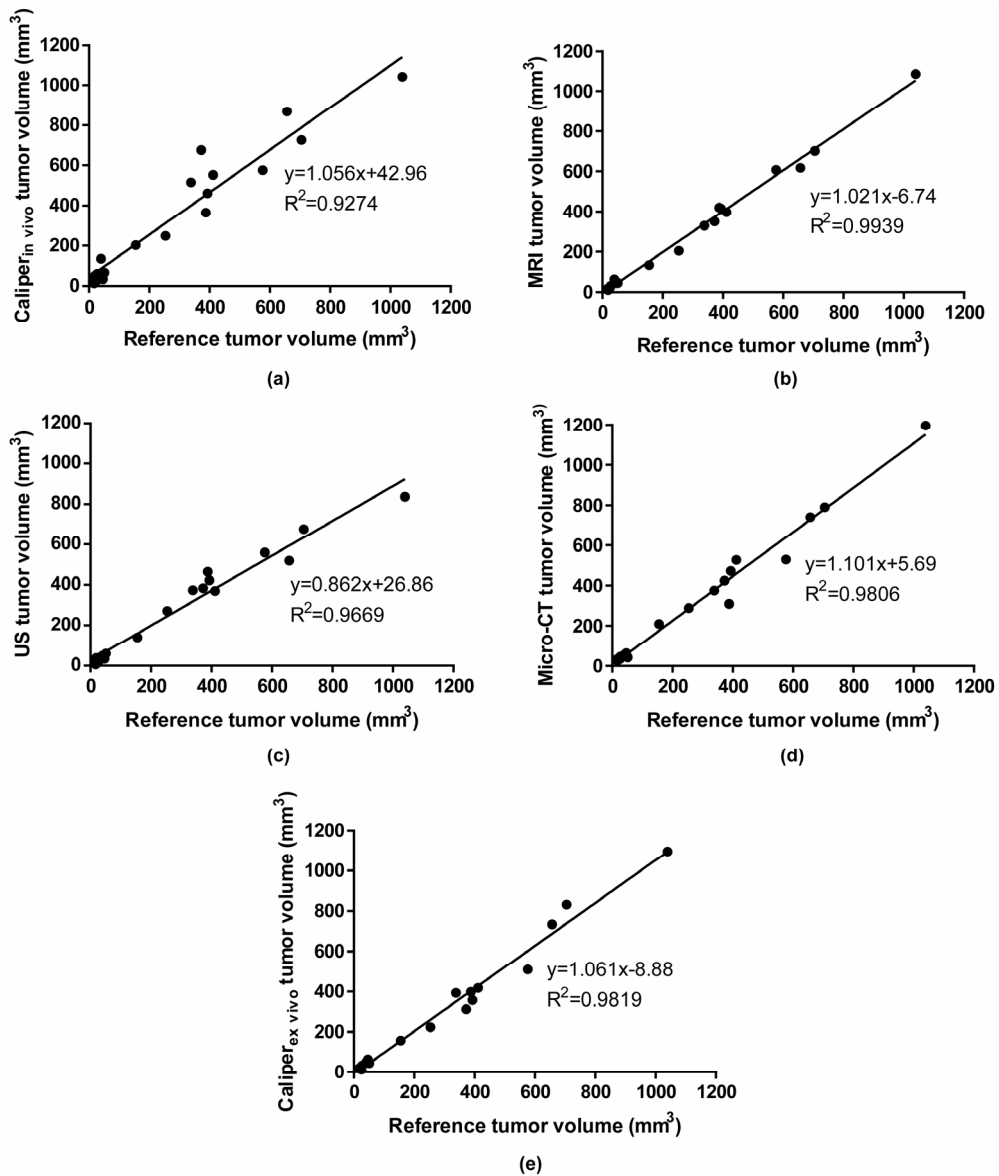 Caliper in vivo tumor volume (mm³)
1200
1000
800
600
400
200
0
y=1.056x+42.96
R²=0.9274
0 200 400 600 800 1000 1200
Reference tumor volume (mm³)
(a)
MRI tumor volume (mm³)
1200
1000
800
600
400
200
0
y=1.021x-6.74
R²=0.9939
0 200 400 600 800 1000 1200
Reference tumor volume (mm³)
(b)
US tumor volume (mm³)
1200
1000
800
600
400
200
0
y=0.862x+26.86
R²=0.9669
0 200 400 600 800 1000 1200
Reference tumor volume (mm³)
(c)
Micro-CT tumor volume (mm³)
1200
1000
800
600
400
200
0
y=1.101x+5.69
R²=0.9806
0 200 400 600 800 1000 1200
Reference tumor volume (mm³)
(d)
Caliper ex vivo tumor volume (mm³)
1200
1000
800
600
400
200
0
y=1.061x-8.88
R²=0.9819
0 200 400 600 800 1000 1200
Reference tumor volume (mm³)
(e)